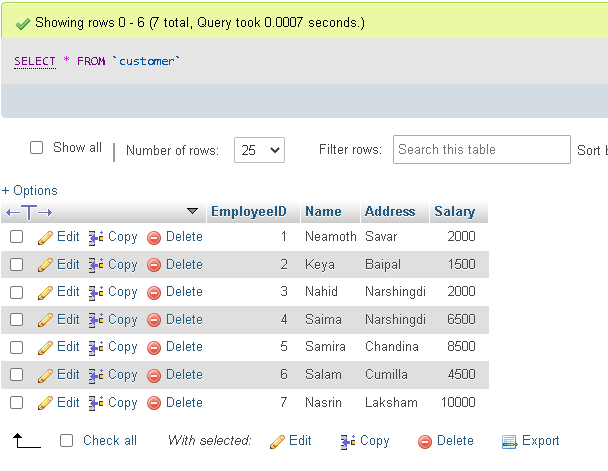 Showing rows 0 - 6 (7 total, Query took 0.0007 seconds.)
SELECT * FROM `customer`
Show all | Number of rows: 25 Filter rows: Search this table Sort b
+ Options
←T→ EmployeeID Name Address Salary
Edit Copy Delete 1 Neamoth Savar 2000
Edit Copy Delete 2 Keya Baipal 1500
Edit Copy Delete 3 Nahid Narshingdi 2000
Edit Copy Delete 4 Saima Narshingdi 6500
Edit Copy Delete 5 Samira Chandina 8500
Edit Copy Delete 6 Salam Cumilla 4500
Edit Copy Delete 7 Nasrin Laksham 10000
Check all With selected: Edit Copy Delete Export